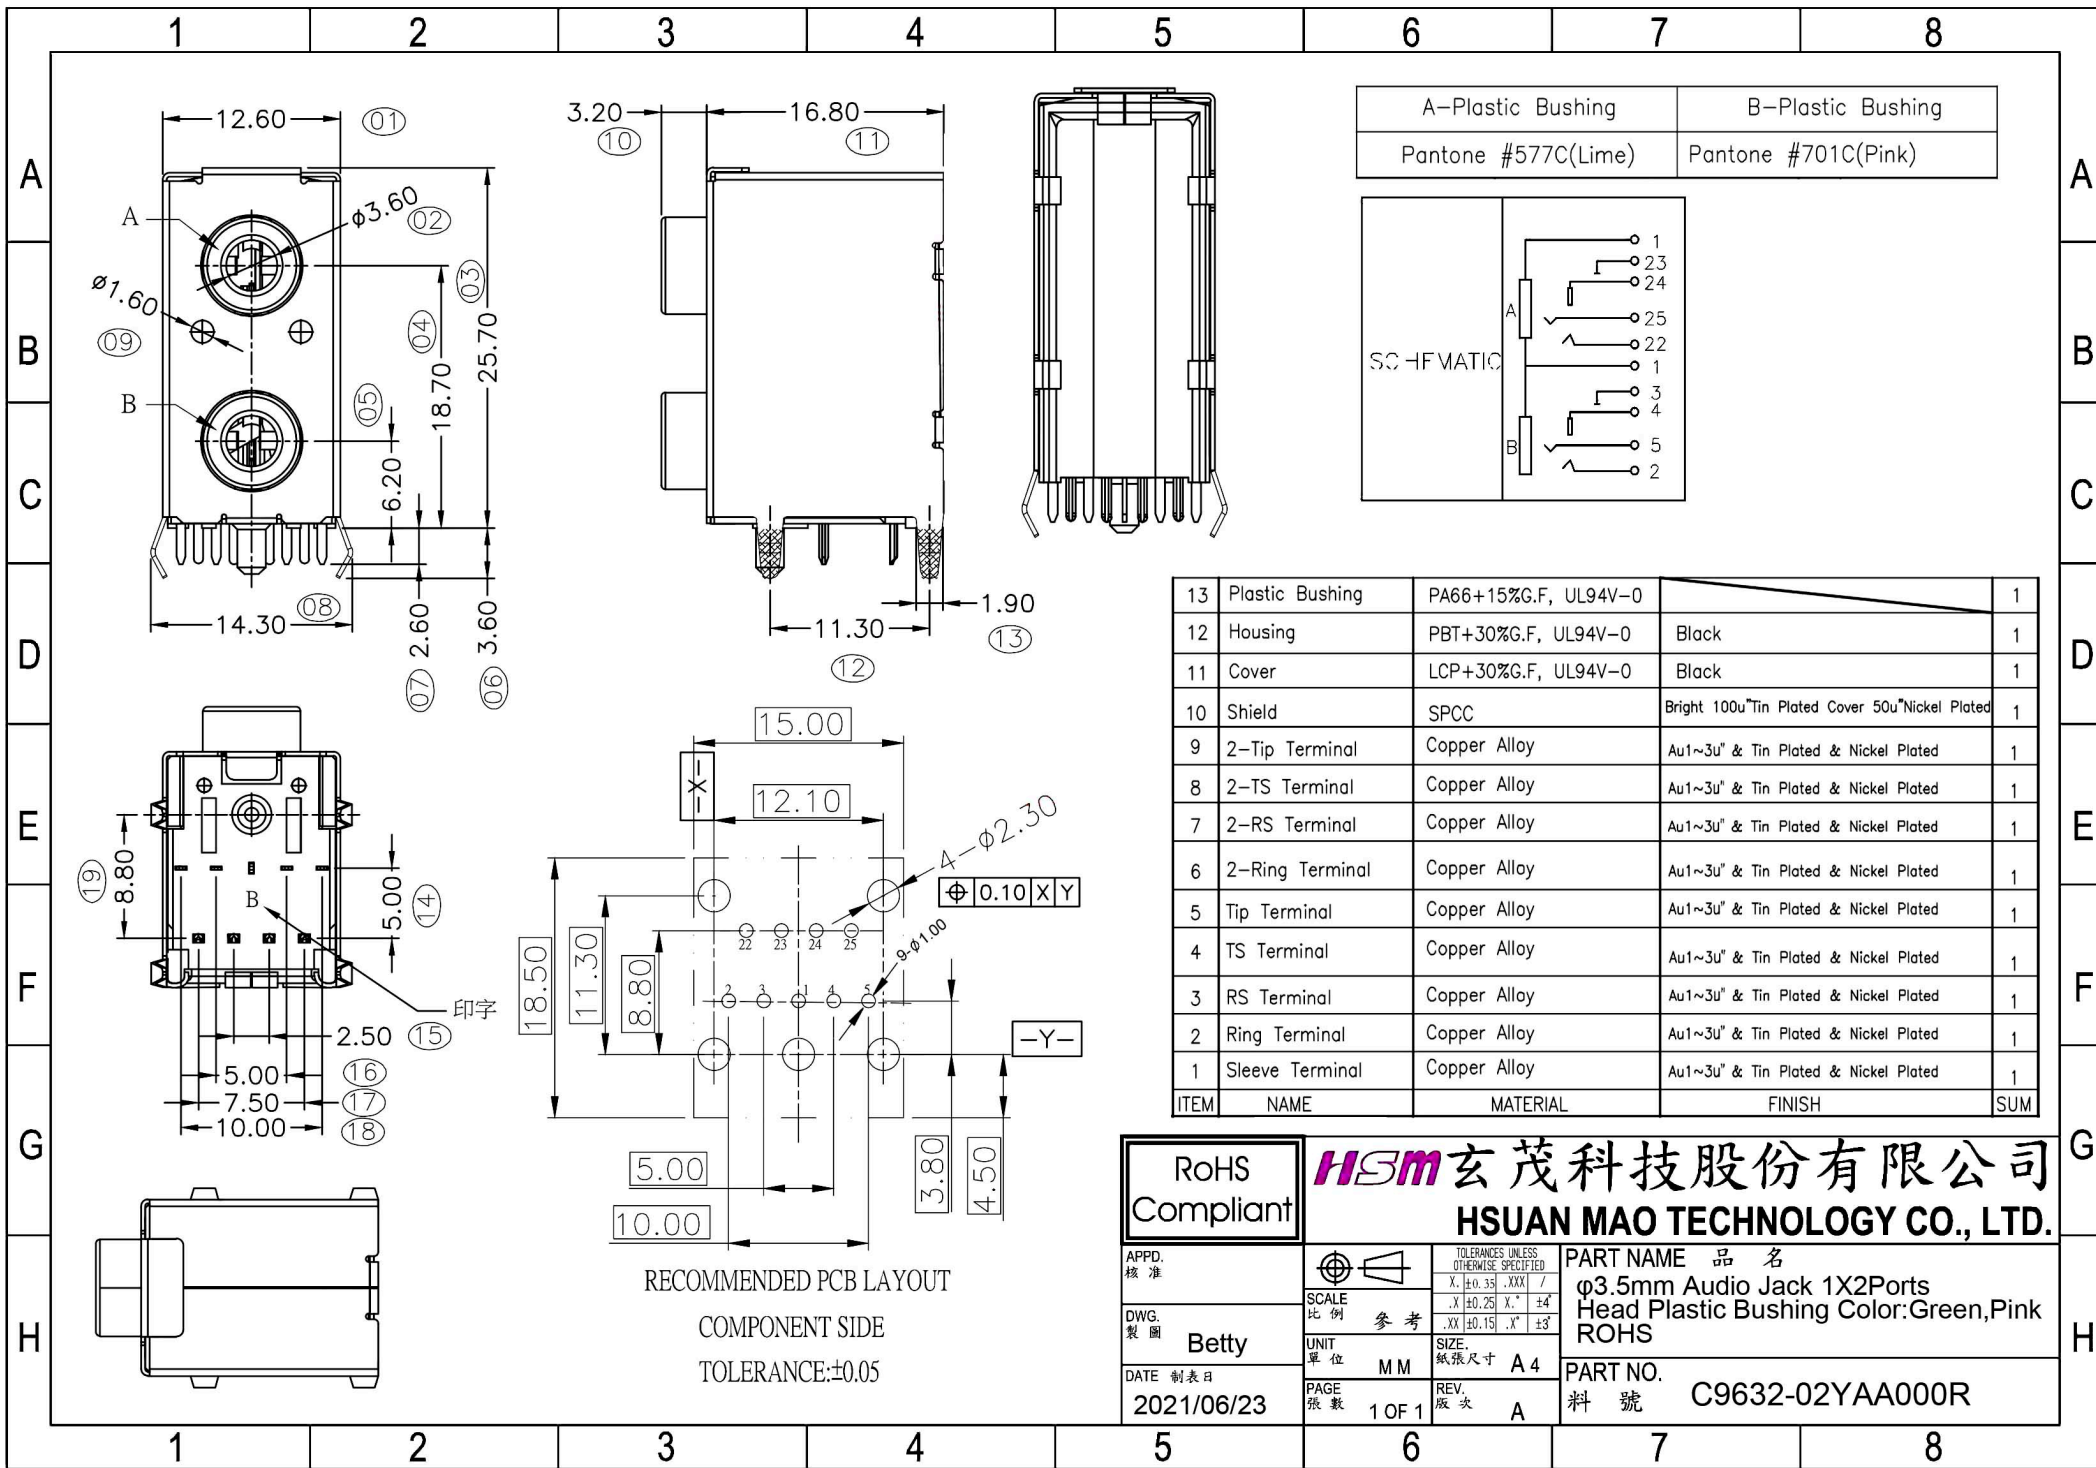 1 2 3 4 5 6 7 8
A
B
C
D
E
F
G
H
A
B
C
D
E
F
G
H
1 2 3 4 5 6 7 8
12.60 01
A
ø3.60 02
ø1.60
09
B
03
25.70
04
18.70
05
6.20
14.30 08
07 2.60
06 3.60
3.20
10
16.80
11
1.90
13
11.30
12
A-Plastic Bushing B-Plastic Bushing
Pantone #577C(Lime) Pantone #701C(Pink)
SCHEMATIC
A
B
1
23
24
25
22
1
3
4
5
2
19
8.80
B
5.00
14
印字
2.50 15
5.00 16
7.50 17
10.00 18
15.00
-X-
12.10
4-ø2.30
⌖ 0.10 X Y
22 23 24 25
9-ø1.00
2 3 1 4 5
18.50
11.30
8.80
-Y-
5.00
10.00
3.80
4.50
RECOMMENDED PCB LAYOUT
COMPONENT SIDE
TOLERANCE:±0.05
13 Plastic Bushing PA66+15%G.F, UL94V-0 1
12 Housing PBT+30%G.F, UL94V-0 Black 1
11 Cover LCP+30%G.F, UL94V-0 Black 1
10 Shield SPCC Bright 100u"Tin Plated Cover 50u"Nickel Plated 1
9 2-Tip Terminal Copper Alloy Au1~3u" & Tin Plated & Nickel Plated 1
8 2-TS Terminal Copper Alloy Au1~3u" & Tin Plated & Nickel Plated 1
7 2-RS Terminal Copper Alloy Au1~3u" & Tin Plated & Nickel Plated 1
6 2-Ring Terminal Copper Alloy Au1~3u" & Tin Plated & Nickel Plated 1
5 Tip Terminal Copper Alloy Au1~3u" & Tin Plated & Nickel Plated 1
4 TS Terminal Copper Alloy Au1~3u" & Tin Plated & Nickel Plated 1
3 RS Terminal Copper Alloy Au1~3u" & Tin Plated & Nickel Plated 1
2 Ring Terminal Copper Alloy Au1~3u" & Tin Plated & Nickel Plated 1
1 Sleeve Terminal Copper Alloy Au1~3u" & Tin Plated & Nickel Plated 1
ITEM NAME MATERIAL FINISH SUM
RoHS
Compliant
HSM 玄茂科技股份有限公司
HSUAN MAO TECHNOLOGY CO., LTD.
APPD.
核 准
DWG.
製 圖
Betty
DATE 制表日
2021/06/23
SCALE
比 例 參 考
UNIT
單 位 MM
PAGE
張 數 1 OF 1
TOLERANCES UNLESS
OTHERWISE SPECIFIED
X. ±0.35 .XXX /
.X ±0.25 X.° ±4°
.XX ±0.15 .X° ±3°
SIZE.
紙張尺寸 A4
REV.
版 次 A
PART NAME 品 名
φ3.5mm Audio Jack 1X2Ports
Head Plastic Bushing Color:Green,Pink
ROHS
PART NO.
料 號 C9632-02YAA000R